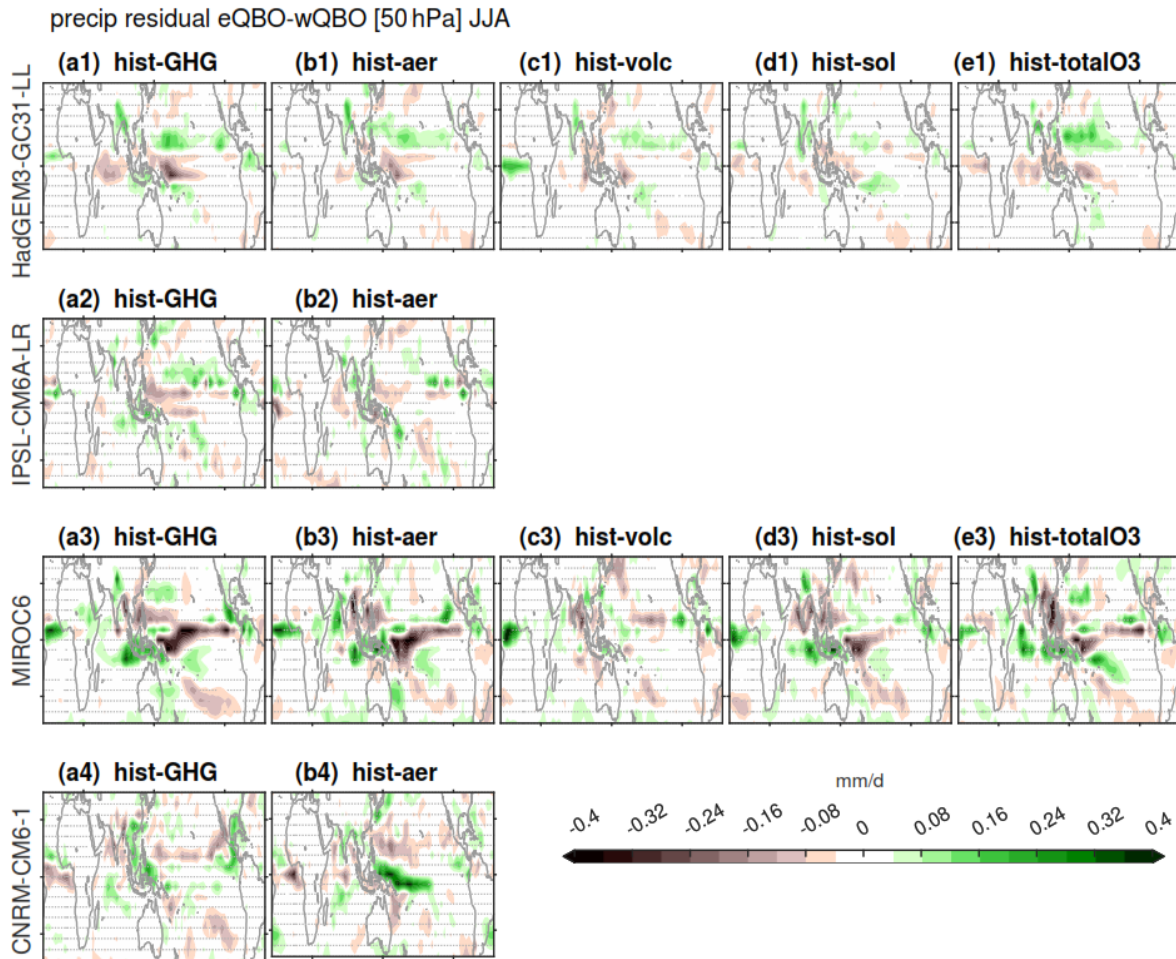 precip residual eQBO-wQBO [50 hPa] JJA
(a1) hist-GHG (b1) hist-aer (c1) hist-volc (d1) hist-sol (e1) hist-totalO3
HadGEM3-GC31-LL
(a2) hist-GHG (b2) hist-aer
IPSL-CM6A-LR
(a3) hist-GHG (b3) hist-aer (c3) hist-volc (d3) hist-sol (e3) hist-totalO3
MIROC6
(a4) hist-GHG (b4) hist-aer
CNRM-CM6-1
mm/d
-0.4 -0.32 -0.24 -0.16 -0.08 0 0.08 0.16 0.24 0.32 0.4